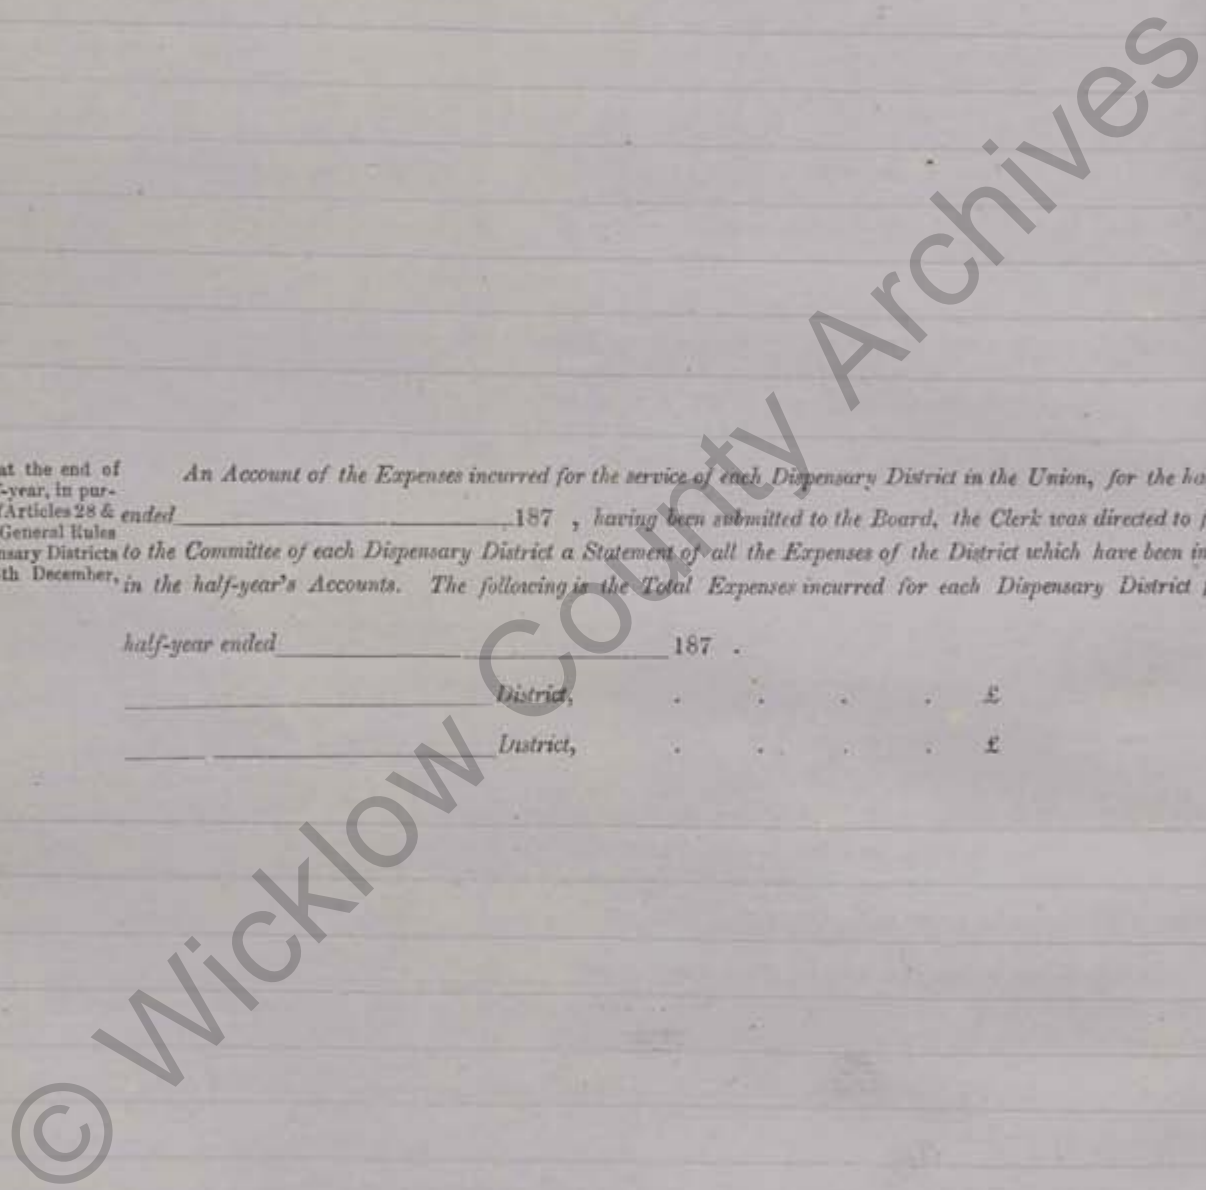 at the end of
-year, in pur-
Articles 28 &
General Rules
nsary Districts
th December,
An Account of the Expenses incurred for the service of each Dispensary District in the Union, for the ha
ended 187 , having been submitted to the Board, the Clerk was directed to
to the Committee of each Dispensary District a Statement of all the Expenses of the District which have been in
in the half-year's Accounts. The following is the Total Expenses incurred for each Dispensary District
half-year ended 187 .
District, . . . . £
District, . . . . £
© Wicklow County Archives